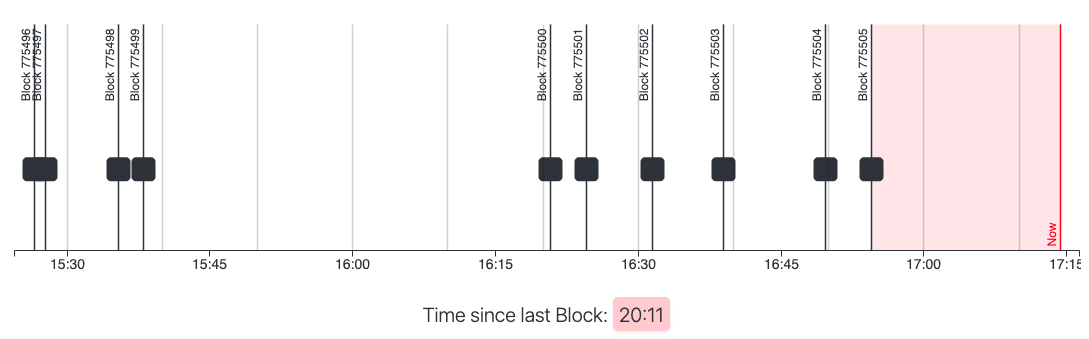 Block 775496
Block 775497
Block 775498
Block 775499
Block 775500
Block 775501
Block 775502
Block 775503
Block 775504
Block 775505
Now
15:30 15:45 16:00 16:15 16:30 16:45 17:00 17:15
Time since last Block: 20:11